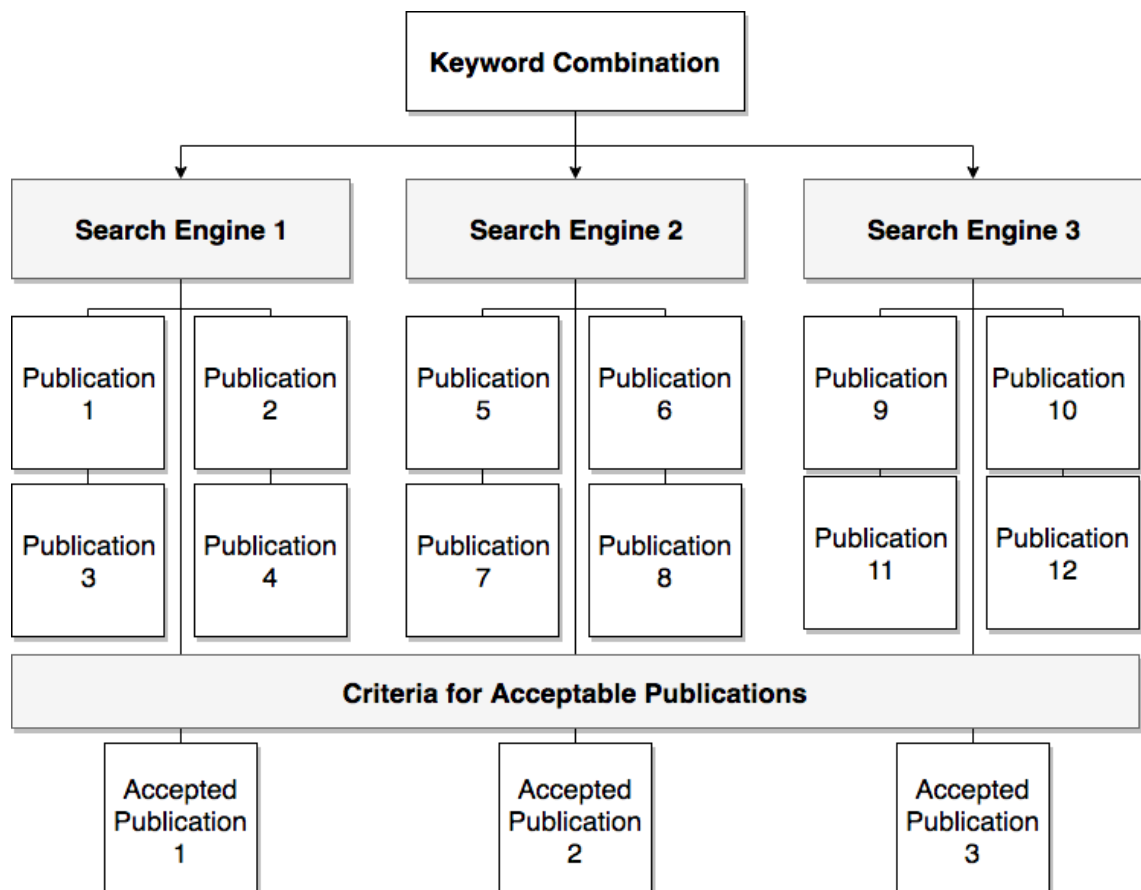 Keyword Combination
Search Engine 1
Search Engine 2
Search Engine 3
Publication
1
Publication
2
Publication
5
Publication
6
Publication
9
Publication
10
Publication
3
Publication
4
Publication
7
Publication
8
Publication
11
Publication
12
Criteria for Acceptable Publications
Accepted
Publication
1
Accepted
Publication
2
Accepted
Publication
3